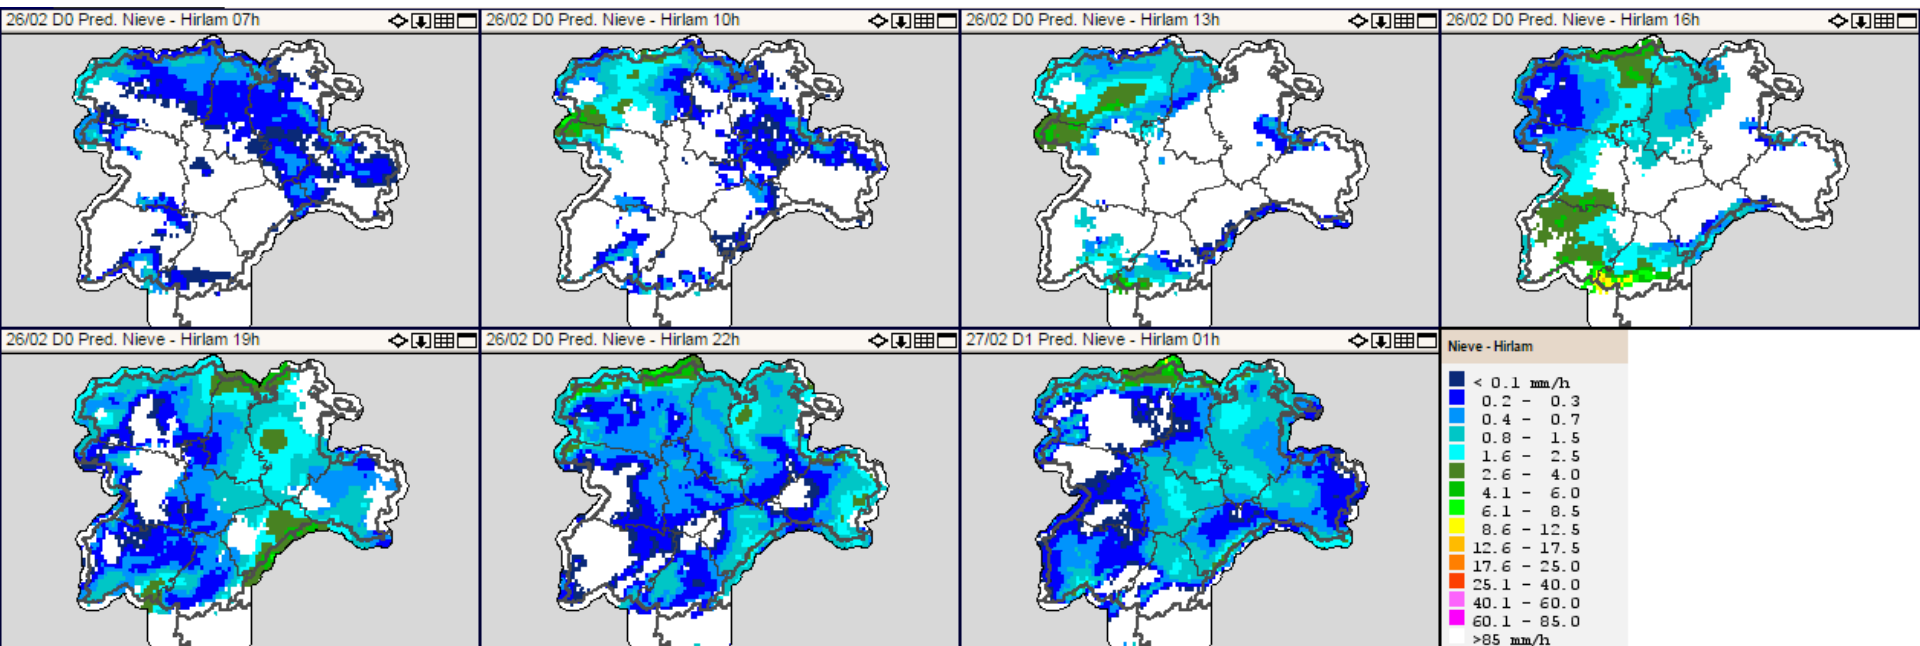 26/02 D0 Pred. Nieve - Hirlam 07h
26/02 D0 Pred. Nieve - Hirlam 10h
26/02 D0 Pred. Nieve - Hirlam 13h
26/02 D0 Pred. Nieve - Hirlam 16h
26/02 D0 Pred. Nieve - Hirlam 19h
26/02 D0 Pred. Nieve - Hirlam 22h
27/02 D1 Pred. Nieve - Hirlam 01h
Nieve - Hirlam
< 0.1 mm/h
0.2 - 0.3
0.4 - 0.7
0.8 - 1.5
1.6 - 2.5
2.6 - 4.0
4.1 - 6.0
6.1 - 8.5
8.6 - 12.5
12.6 - 17.5
17.6 - 25.0
25.1 - 40.0
40.1 - 60.0
60.1 - 85.0
>85 mm/h